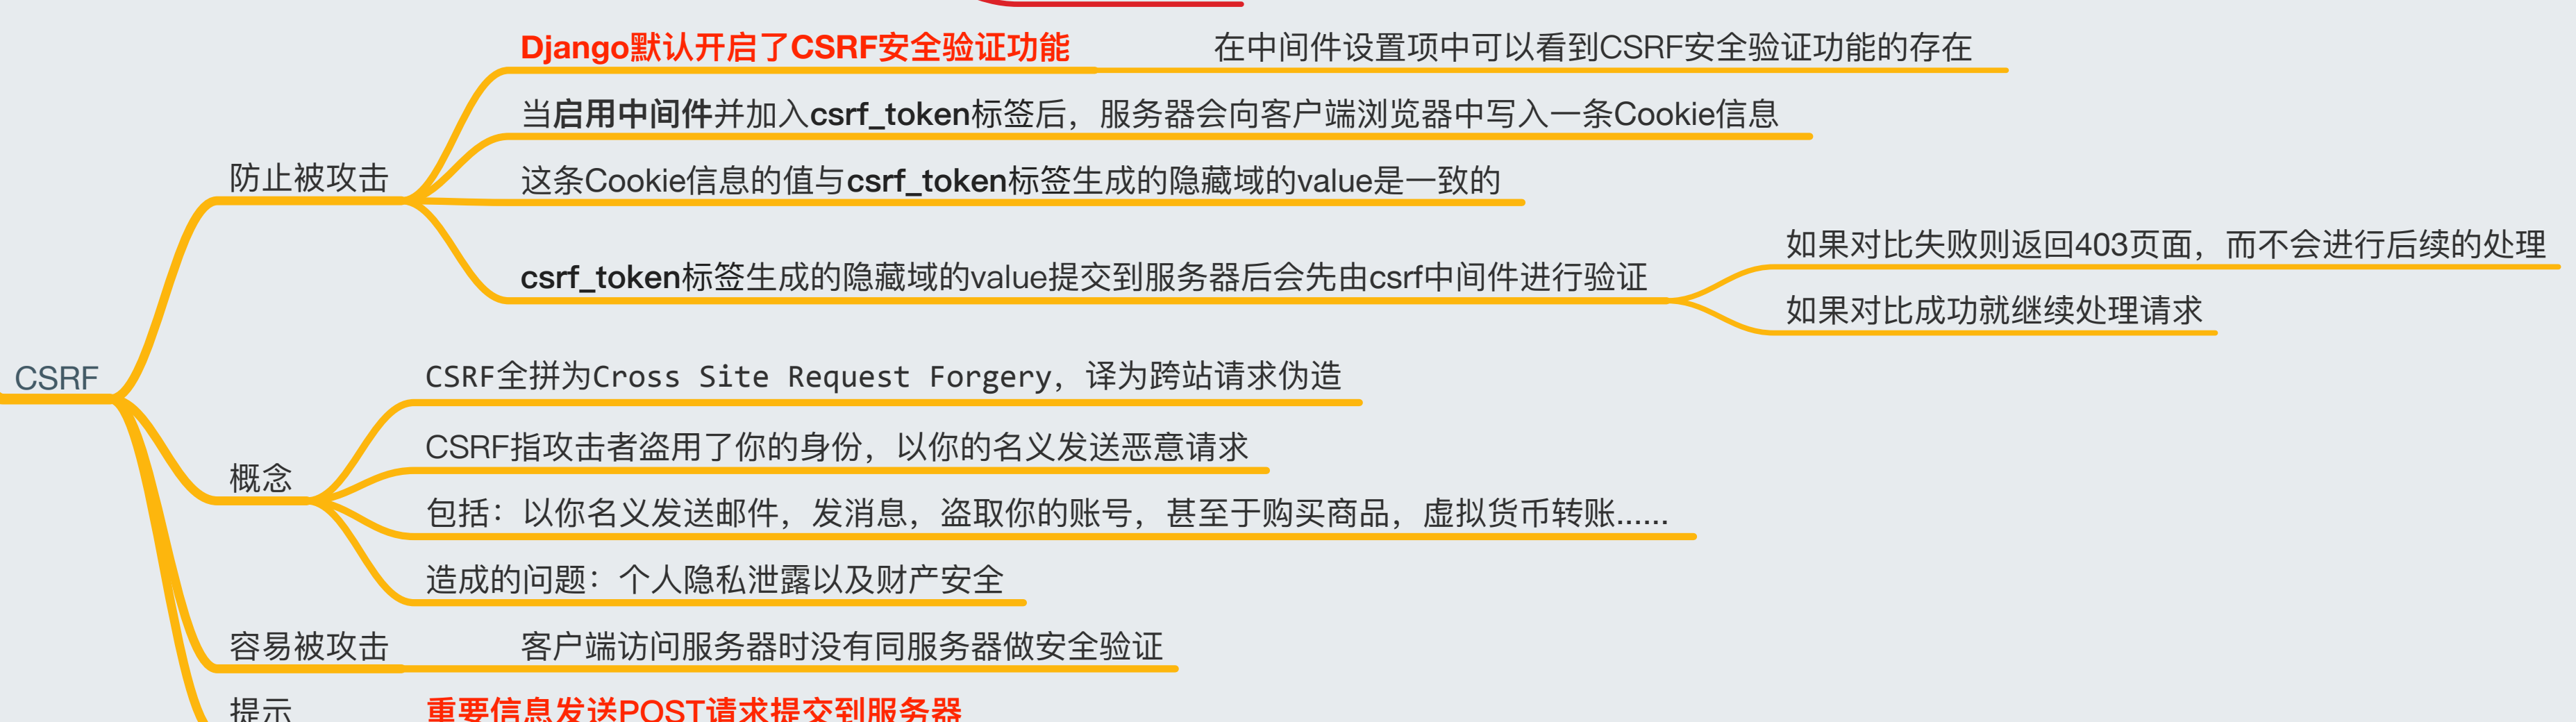 Django默认开启了CSRF安全验证功能
在中间件设置项中可以看到CSRF安全验证功能的存在
当启用中间件并加入csrf_token标签后，服务器会向客户端浏览器中写入一条Cookie信息
防止被攻击
这条Cookie信息的值与csrf_token标签生成的隐藏域的value是一致的
csrf_token标签生成的隐藏域的value提交到服务器后会先由csrf中间件进行验证
如果对比失败则返回403页面，而不会进行后续的处理
如果对比成功就继续处理请求
CSRF
概念
CSRF全拼为Cross Site Request Forgery，译为跨站请求伪造
CSRF指攻击者盗用了你的身份，以你的名义发送恶意请求
包括：以你名义发送邮件，发消息，盗取你的账号，甚至于购买商品，虚拟货币转账......
造成的问题：个人隐私泄露以及财产安全
容易被攻击
客户端访问服务器时没有同服务器做安全验证
提示
重要信息发送POST请求提交到服务器